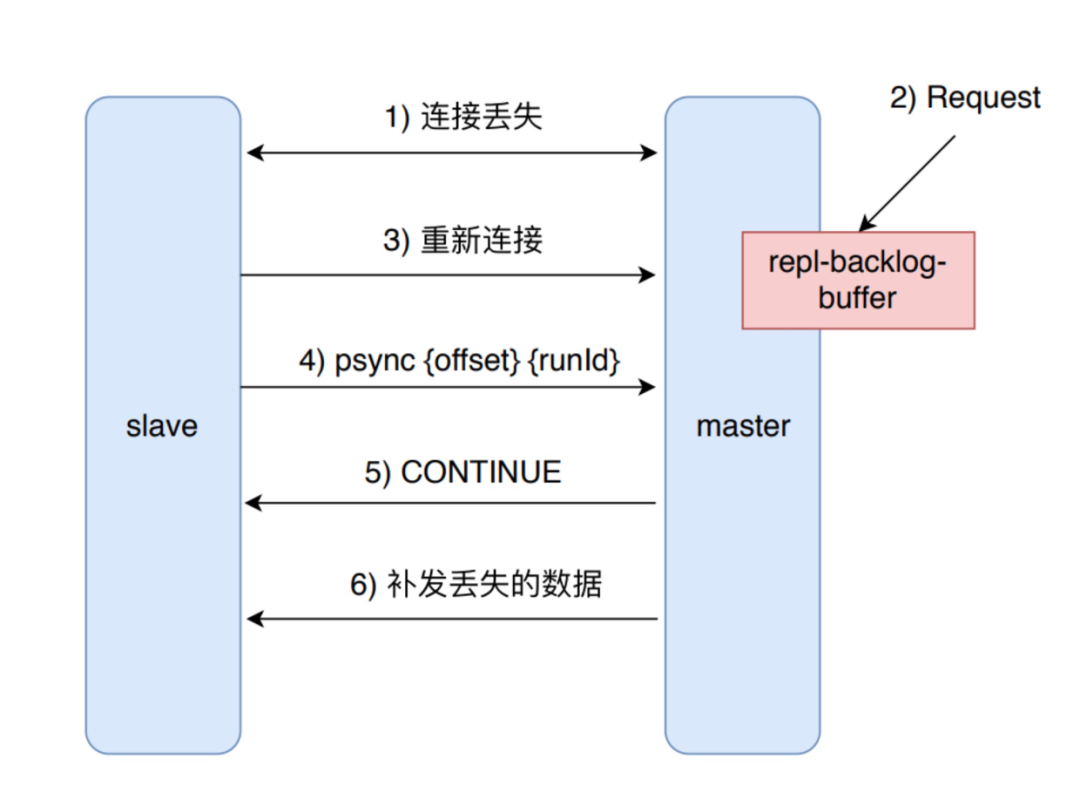 1) 连接丢失
2) Request
3) 重新连接
repl-backlog-
buffer
4) psync {offset} {runId}
slave
master
5) CONTINUE
6) 补发丢失的数据